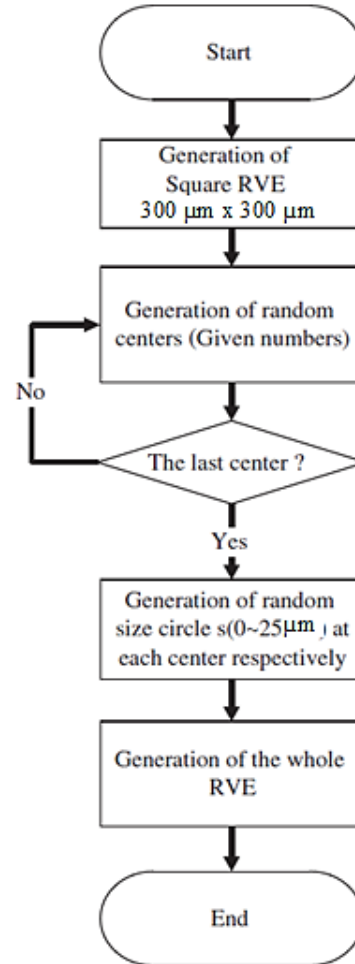 Start
Generation of
Square RVE
300 µm x 300 µm
Generation of random
centers (Given numbers)
No
The last center ?
Yes
Generation of random
size circle s(0~25µm ) at
each center respectively
Generation of the whole
RVE
End